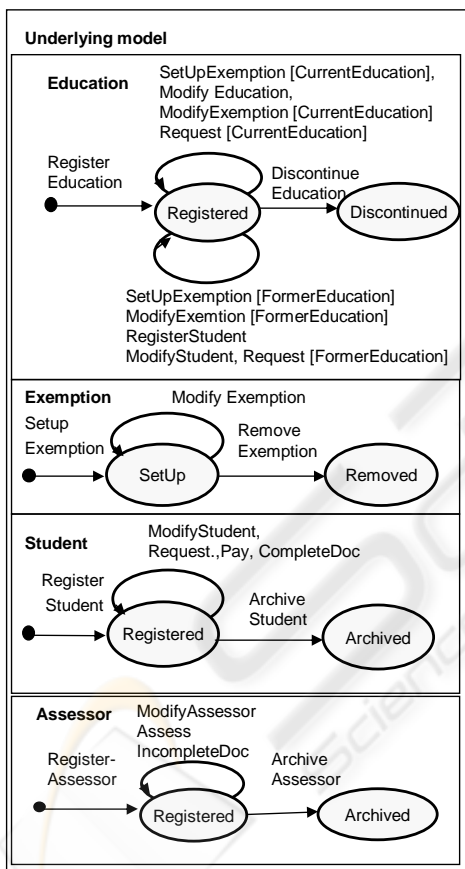 Underlying model
Education
SetUpExemption [CurrentEducation],
Modify Education,
ModifyExemption [CurrentEducation]
Request [CurrentEducation]
Register
Education
Discontinue
Education
Registered
Discontinued
SetUpExemption [FormerEducation]
ModifyExemtion [FormerEducation]
RegisterStudent
ModifyStudent, Request [FormerEducation]
Exemption
Modify Exemption
Setup
Exemption
Remove
Exemption
SetUp
Removed
Student
ModifyStudent,
Request.,Pay, CompleteDoc
Register
Student
Archive
Student
Registered
Archived
Assessor
ModifyAssessor
Assess
IncompleteDoc
Register-
Assessor
Archive
Assessor
Registered
Archived